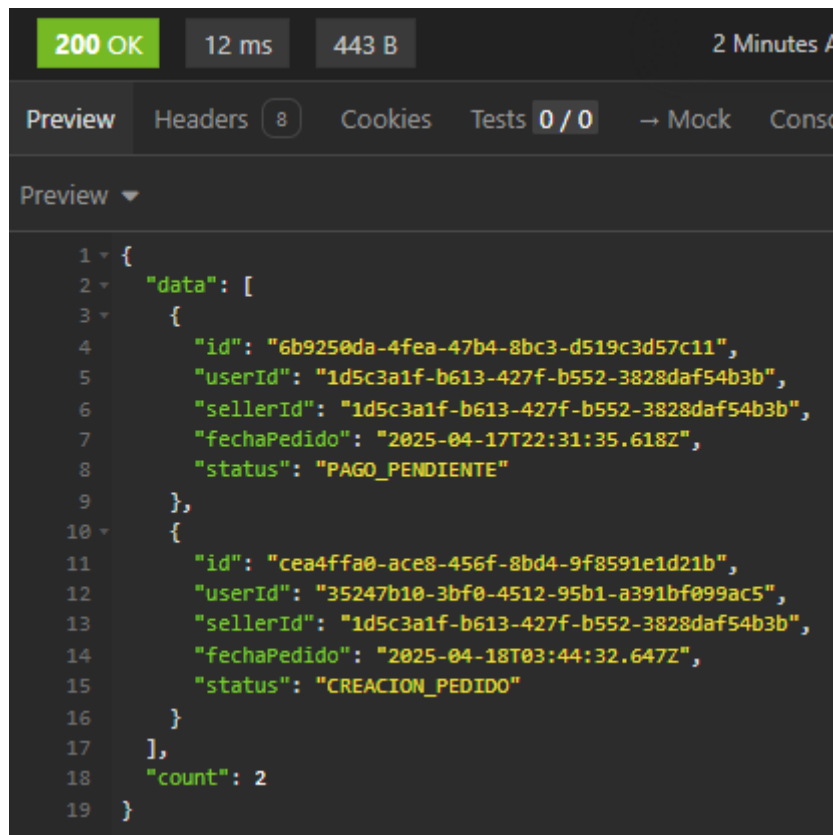 200 OK 12 ms 443 B 2 Minutes
Preview Headers 8 Cookies Tests 0 / 0 → Mock
Preview
1 {
2 "data": [
3 {
4 "id": "6b9250da-4fea-47b4-8bc3-d519c3d57c11",
5 "userId": "1d5c3a1f-b613-427f-b552-3828daf54b3b",
6 "sellerId": "1d5c3a1f-b613-427f-b552-3828daf54b3b",
7 "fechaPedido": "2025-04-17T22:31:35.618Z",
8 "status": "PAGO_PENDIENTE"
9 },
10 {
11 "id": "cea4ffa0-ace8-456f-8bd4-9f8591e1d21b",
12 "userId": "35247b10-3bf0-4512-95b1-a391bf099ac5",
13 "sellerId": "1d5c3a1f-b613-427f-b552-3828daf54b3b",
14 "fechaPedido": "2025-04-18T03:44:32.647Z",
15 "status": "CREACION_PEDIDO"
16 }
17 ],
18 "count": 2
19 }